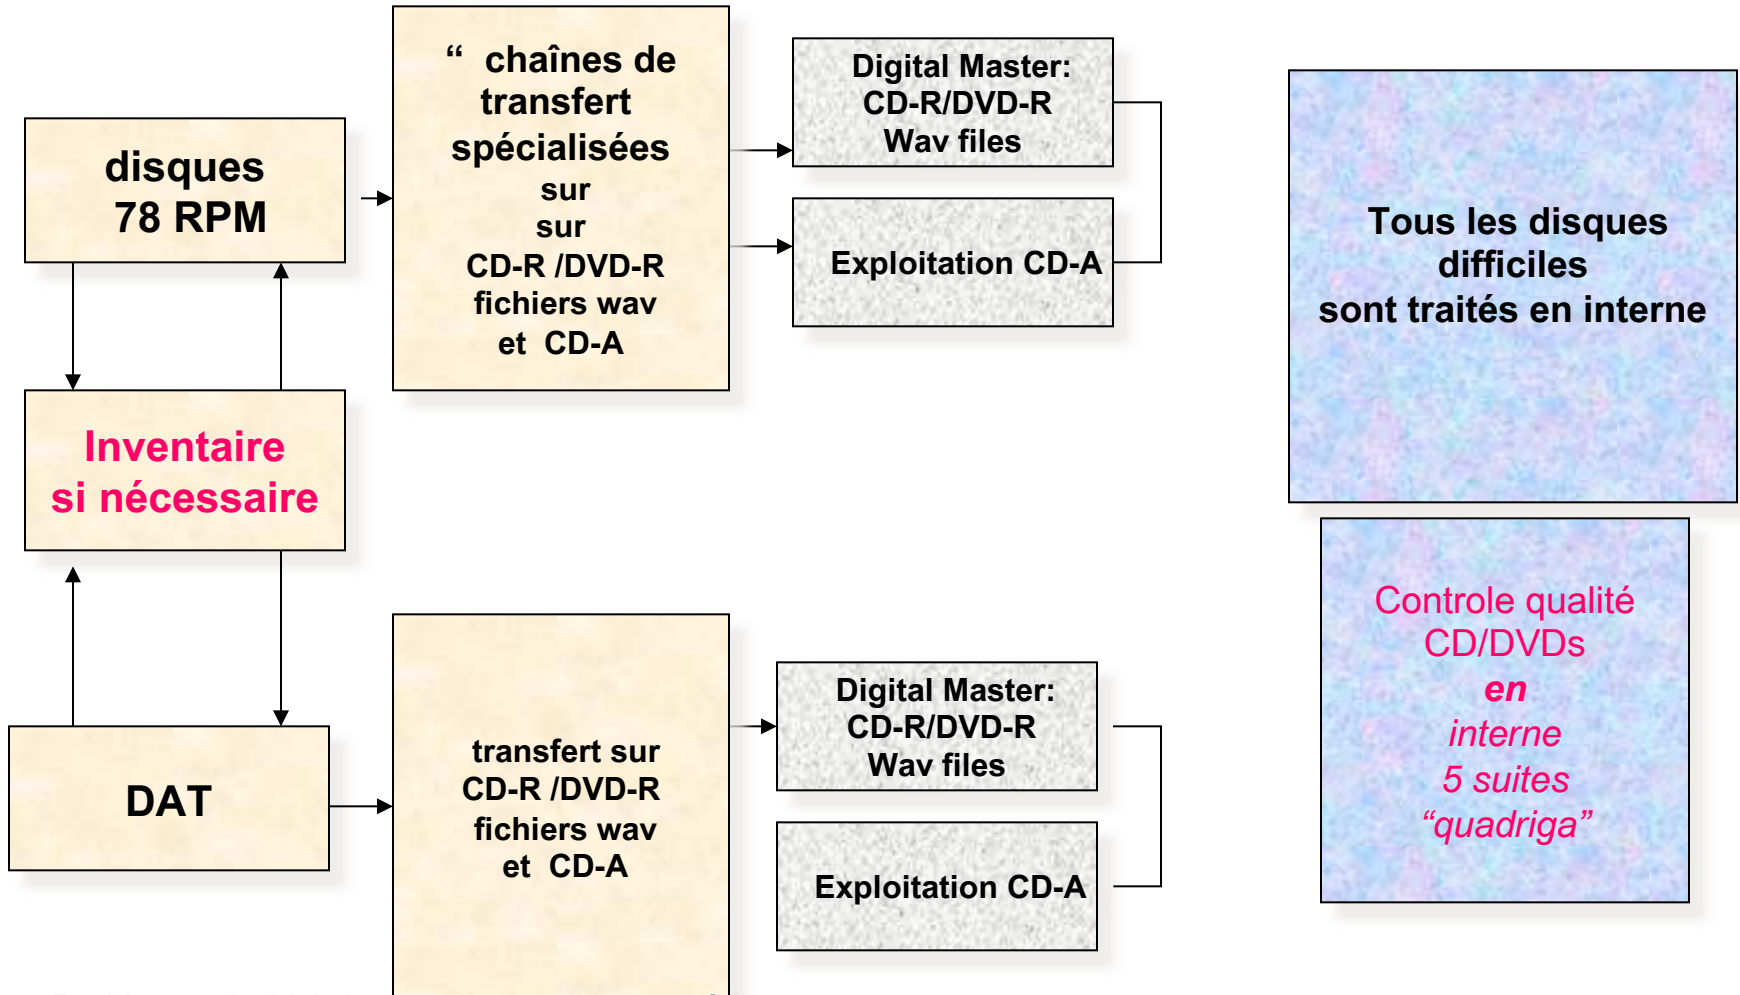 disques
78 RPM
“ chaînes de
transfert
spécialisées
sur
sur
CD-R /DVD-R
fichiers wav
et CD-A
Digital Master:
CD-R/DVD-R
Wav files
Exploitation CD-A
Tous les disques
difficiles
sont traités en interne
Inventaire
si nécessaire
Controle qualité
CD/DVDs
en
interne
5 suites
“quadriga”
DAT
transfert sur
CD-R /DVD-R
fichiers wav
et CD-A
Digital Master:
CD-R/DVD-R
Wav files
Exploitation CD-A